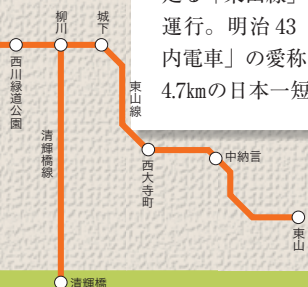 走る「東山線」
運行。明治 43
内電車」の愛称
4.7kmの日本一短
柳川
城下
西川緑道公園
東山線
清輝橋線
西大寺町
中納言
東山
清輝橋